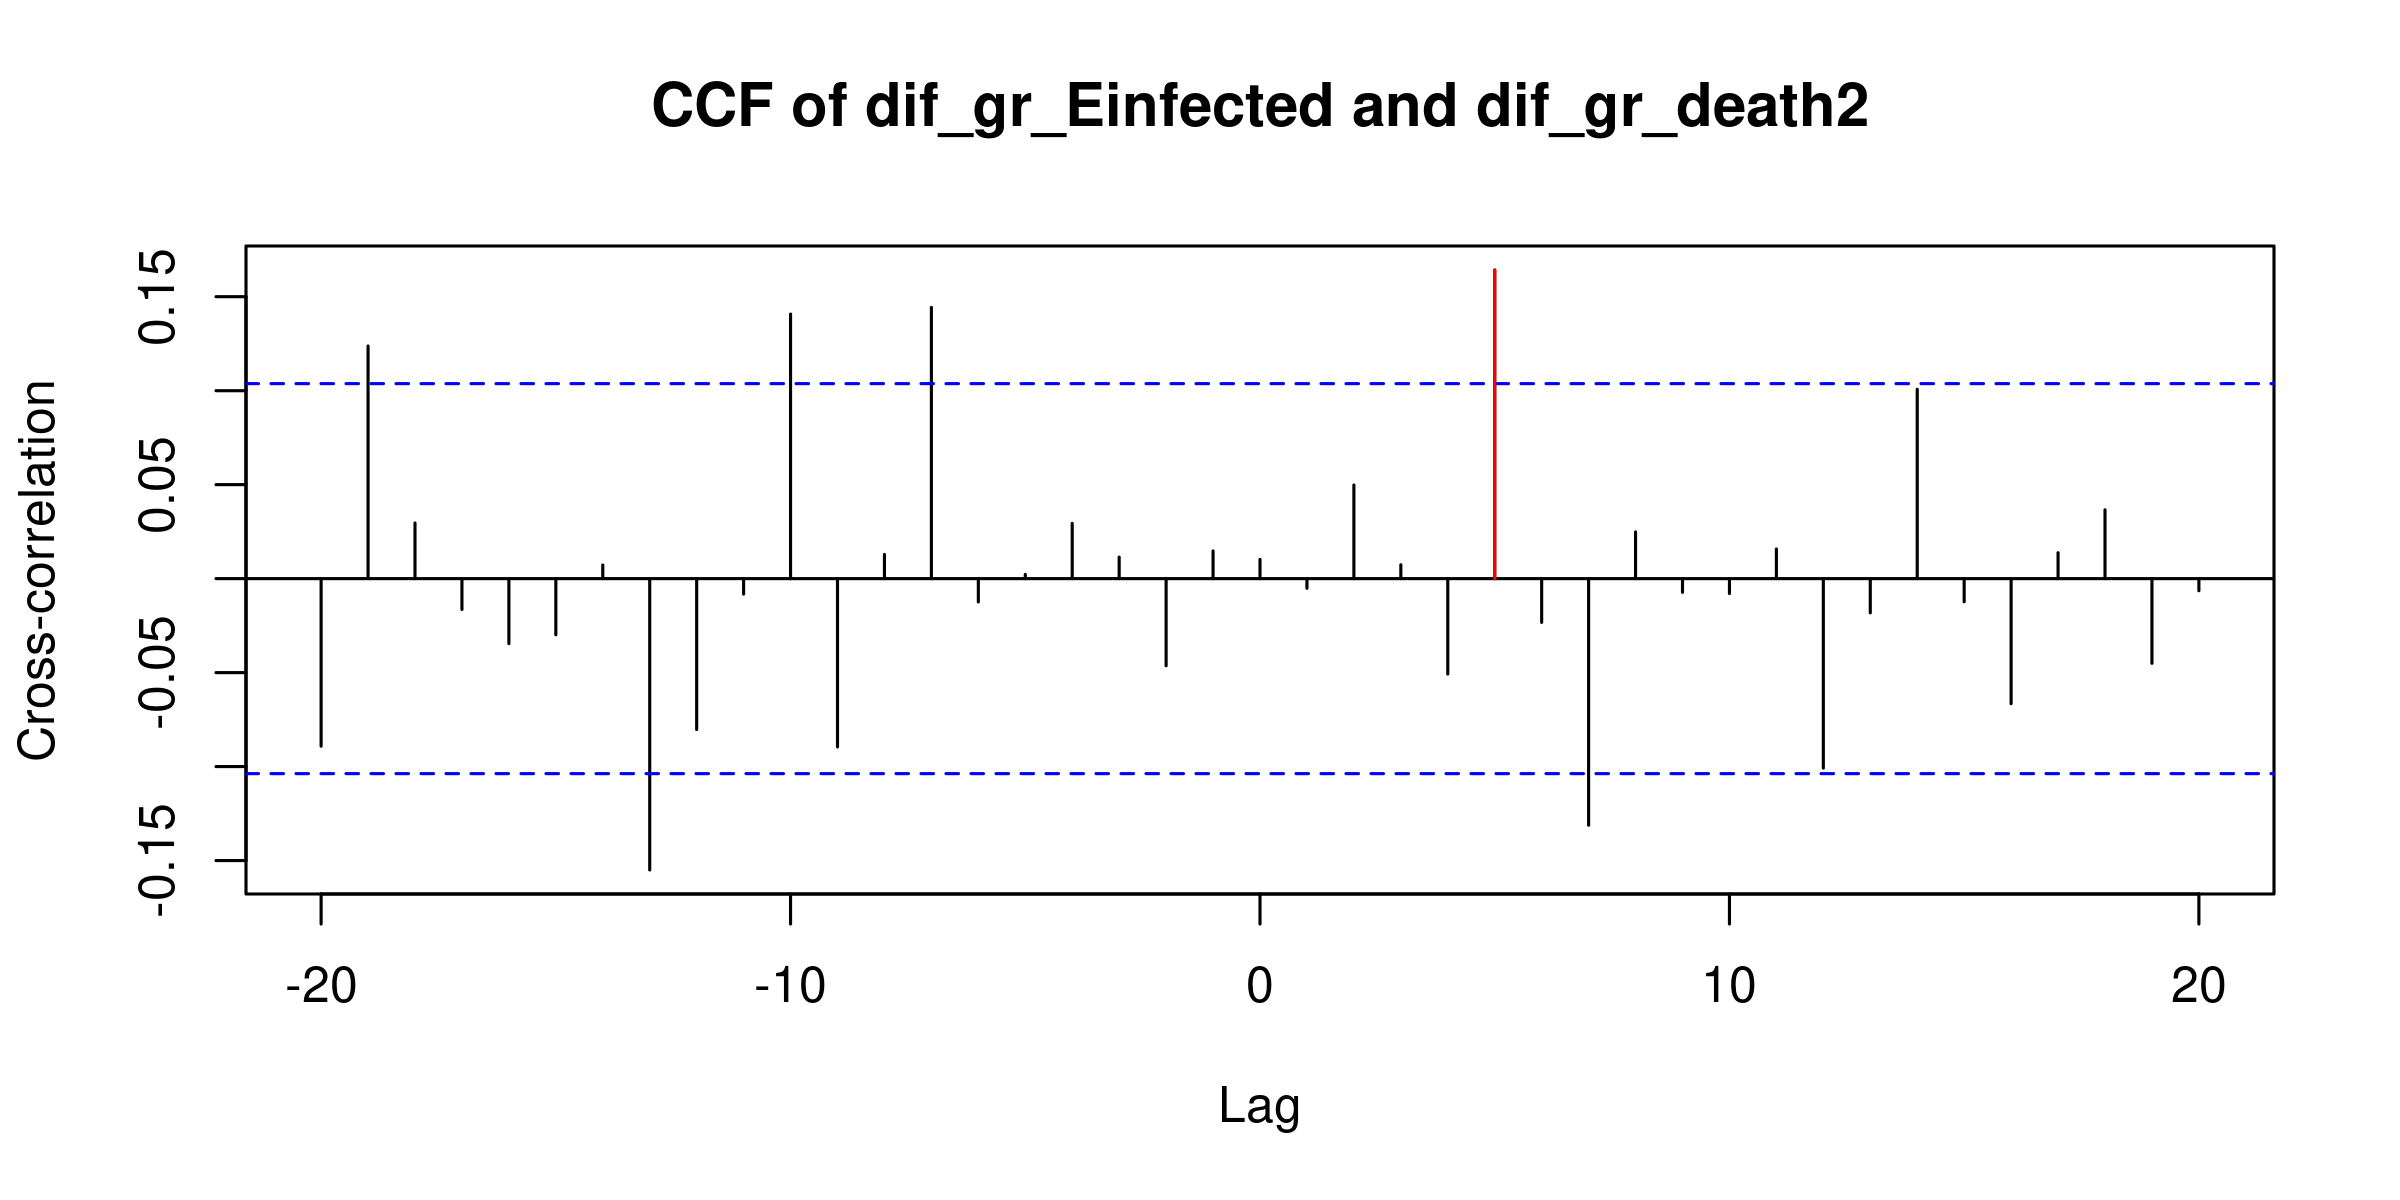 CCF of dif_gr_Einfected and dif_gr_death2
Cross-correlation
0.15
0.05
-0.05
-0.15
-20 -10 0 10 20
Lag